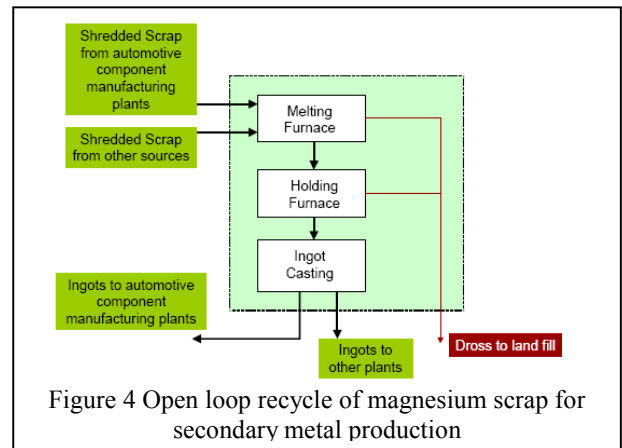 Shredded Scrap
from automotive
component
manufacturing
plants
Shredded Scrap
from other sources
Melting
Furnace
Holding
Furnace
Ingot
Casting
Ingots to automotive
component
manufacturing plants
Ingots to
other plants
Dross to land fill
Figure 4 Open loop recycle of magnesium scrap for
secondary metal production